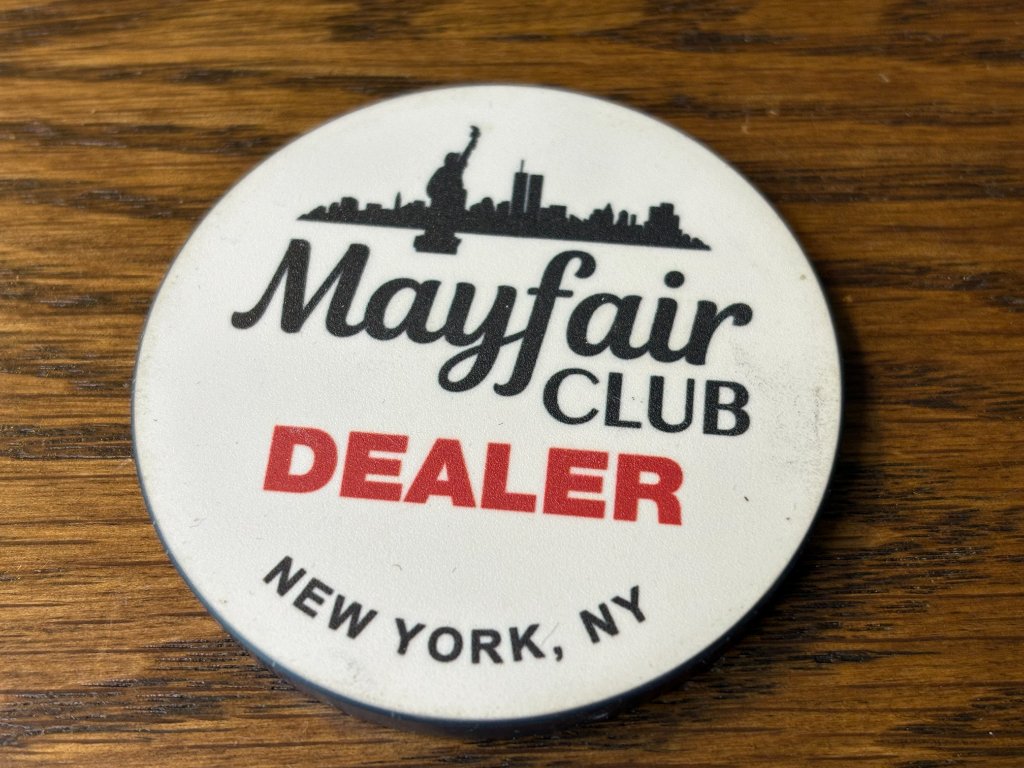 Mayfair
CLUB
DEALER
NEW YORK, NY